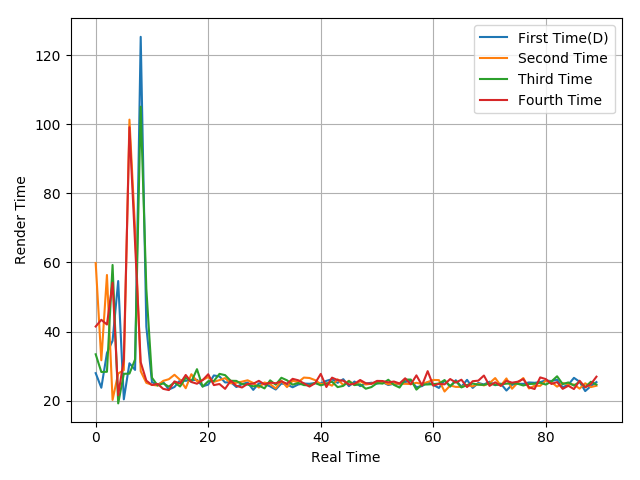 First Time(D)
Second Time
Third Time
Fourth Time
120
100
80
60
40
20
Render Time
0 20 40 60 80
Real Time